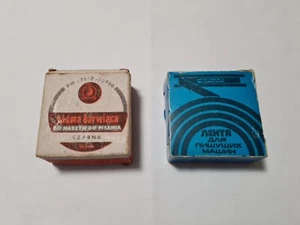 taśma barwiąca
DO MASZYN DO PISANIA
CZARNA
ЛЕНТА
ДЛЯ
ПИШУЩИХ
МАШИН